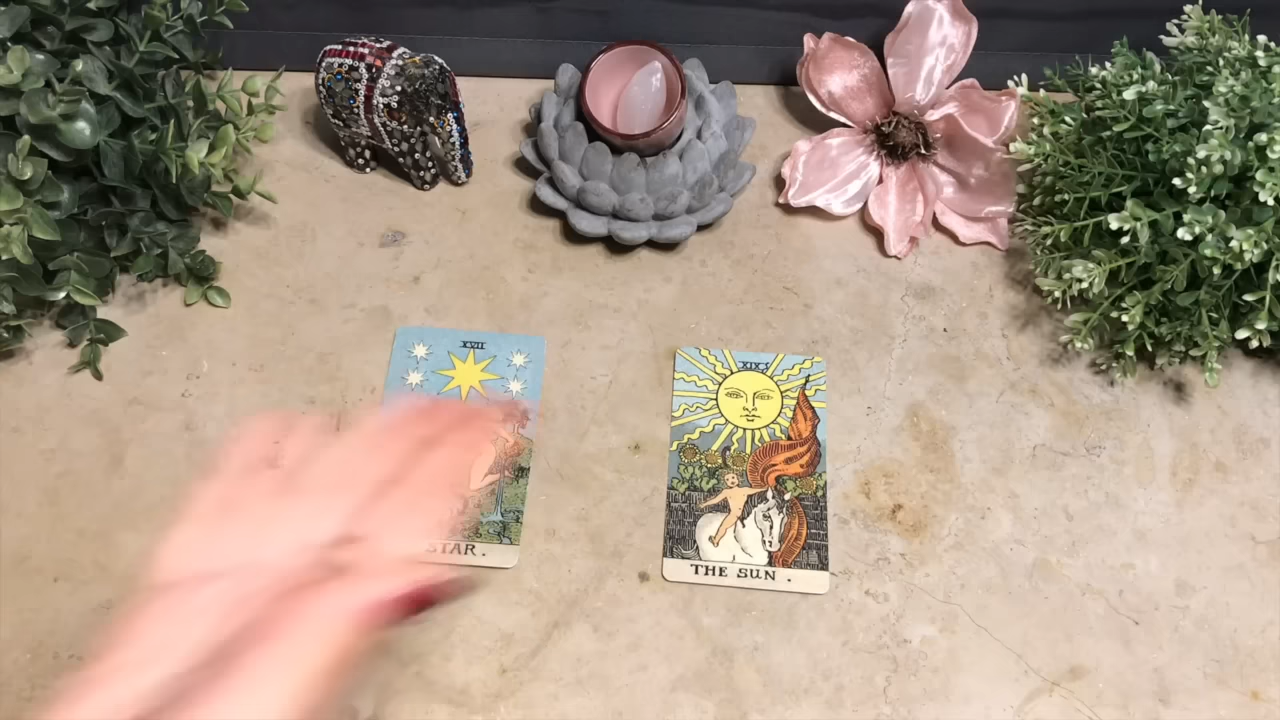 XVII
STAR.
XIX
THE SUN .